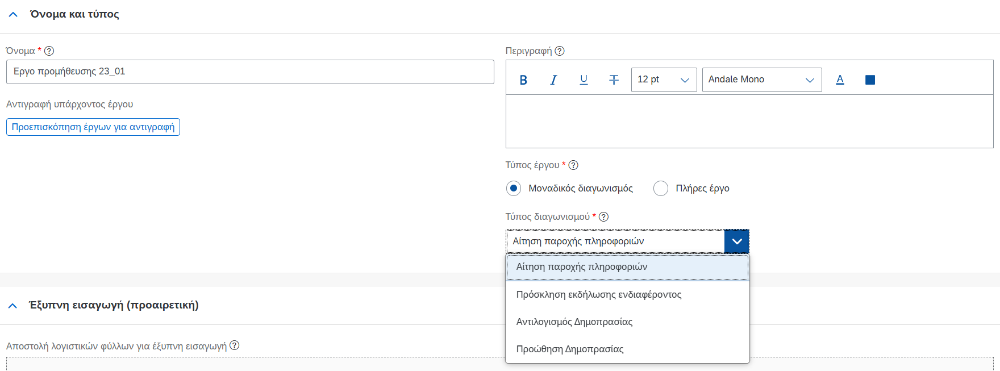 Όνομα και τύπος
Όνομα *
Εργο προμήθευσης 23_01
Αντιγραφή υπάρχοντος έργου
Προεπισκόπηση έργων για αντιγραφή
Περιγραφή
B I U T 12 pt Andale Mono A
Τύπος έργου *
Μοναδικός διαγωνισμός Πλήρες έργο
Τύπος διαγωνισμού *
Αίτηση παροχής πληροφοριών
Αίτηση παροχής πληροφοριών
Πρόσκληση εκδήλωσης ενδιαφέροντος
Αντιλογισμός Δημοπρασίας
Προώθηση Δημοπρασίας
Έξυπνη εισαγωγή (προαιρετική)
Αποστολή λογιστικών φύλλων για έξυπνη εισαγωγή